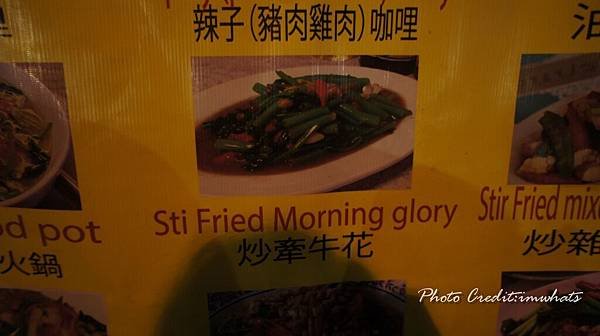 辣子(豬肉雞肉)咖哩
Sti Fried Morning glory
炒牽牛花
od pot
火鍋
Stir Fried mix
炒雜
Photo Credit:imwhats